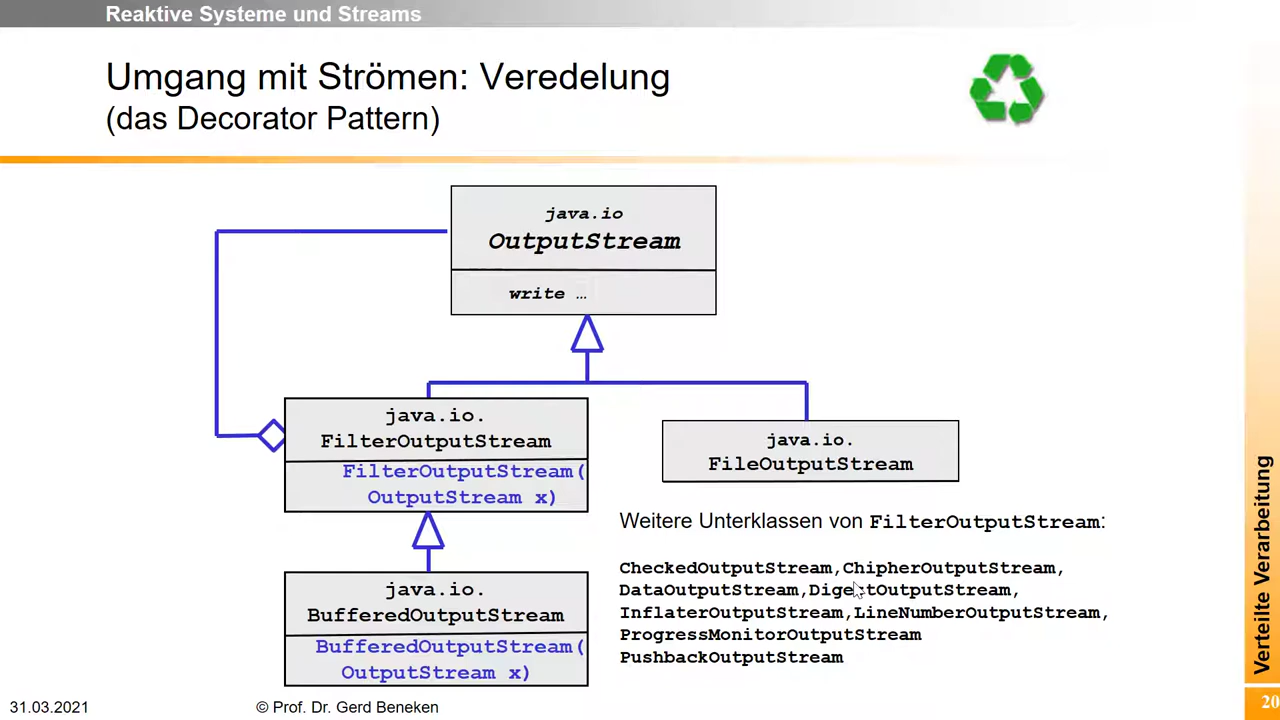 Reaktive Systeme und Streams
Umgang mit Strömen: Veredelung
(das Decorator Pattern)
java.io
OutputStream
write …
java.io.
FilterOutputStream
FilterOutputStream(
OutputStream x)
java.io.
FileOutputStream
java.io.
BufferedOutputStream
BufferedOutputStream(
OutputStream x)
Weitere Unterklassen von FilterOutputStream:
CheckedOutputStream,ChipherOutputStream,
DataOutputStream,DigestOutputStream,
InflaterOutputStream,LineNumberOutputStream,
ProgressMonitorOutputStream
PushbackOutputStream
Verteilte Verarbeitung
31.03.2021
© Prof. Dr. Gerd Beneken
20